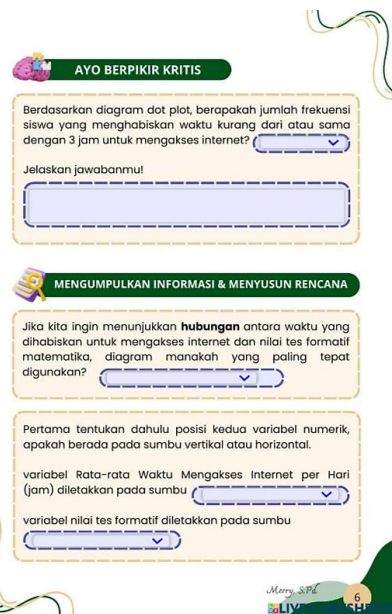 AYO BERPIKIR KRITIS
Berdasarkan diagram dot plot, berapakah jumlah frekuensi
siswa yang menghabiskan waktu kurang dari atau sama
dengan 3 jam untuk mengakses internet?
Jelaskan jawabanmu!
MENGUMPULKAN INFORMASI & MENYUSUN RENCANA
Jika kita ingin menunjukkan hubungan antara waktu yang
dihabiskan untuk mengakses internet dan nilai tes formatif
matematika, diagram manakah yang paling tepat
digunakan?
Pertama tentukan dahulu posisi kedua variabel numerik,
apakah berada pada sumbu vertikal atau horizontal.
variabel Rata-rata Waktu Mengakses Internet per Hari
(jam) diletakkan pada sumbu
variabel nilai tes formatif diletakkan pada sumbu
Merry, S.Pd
6